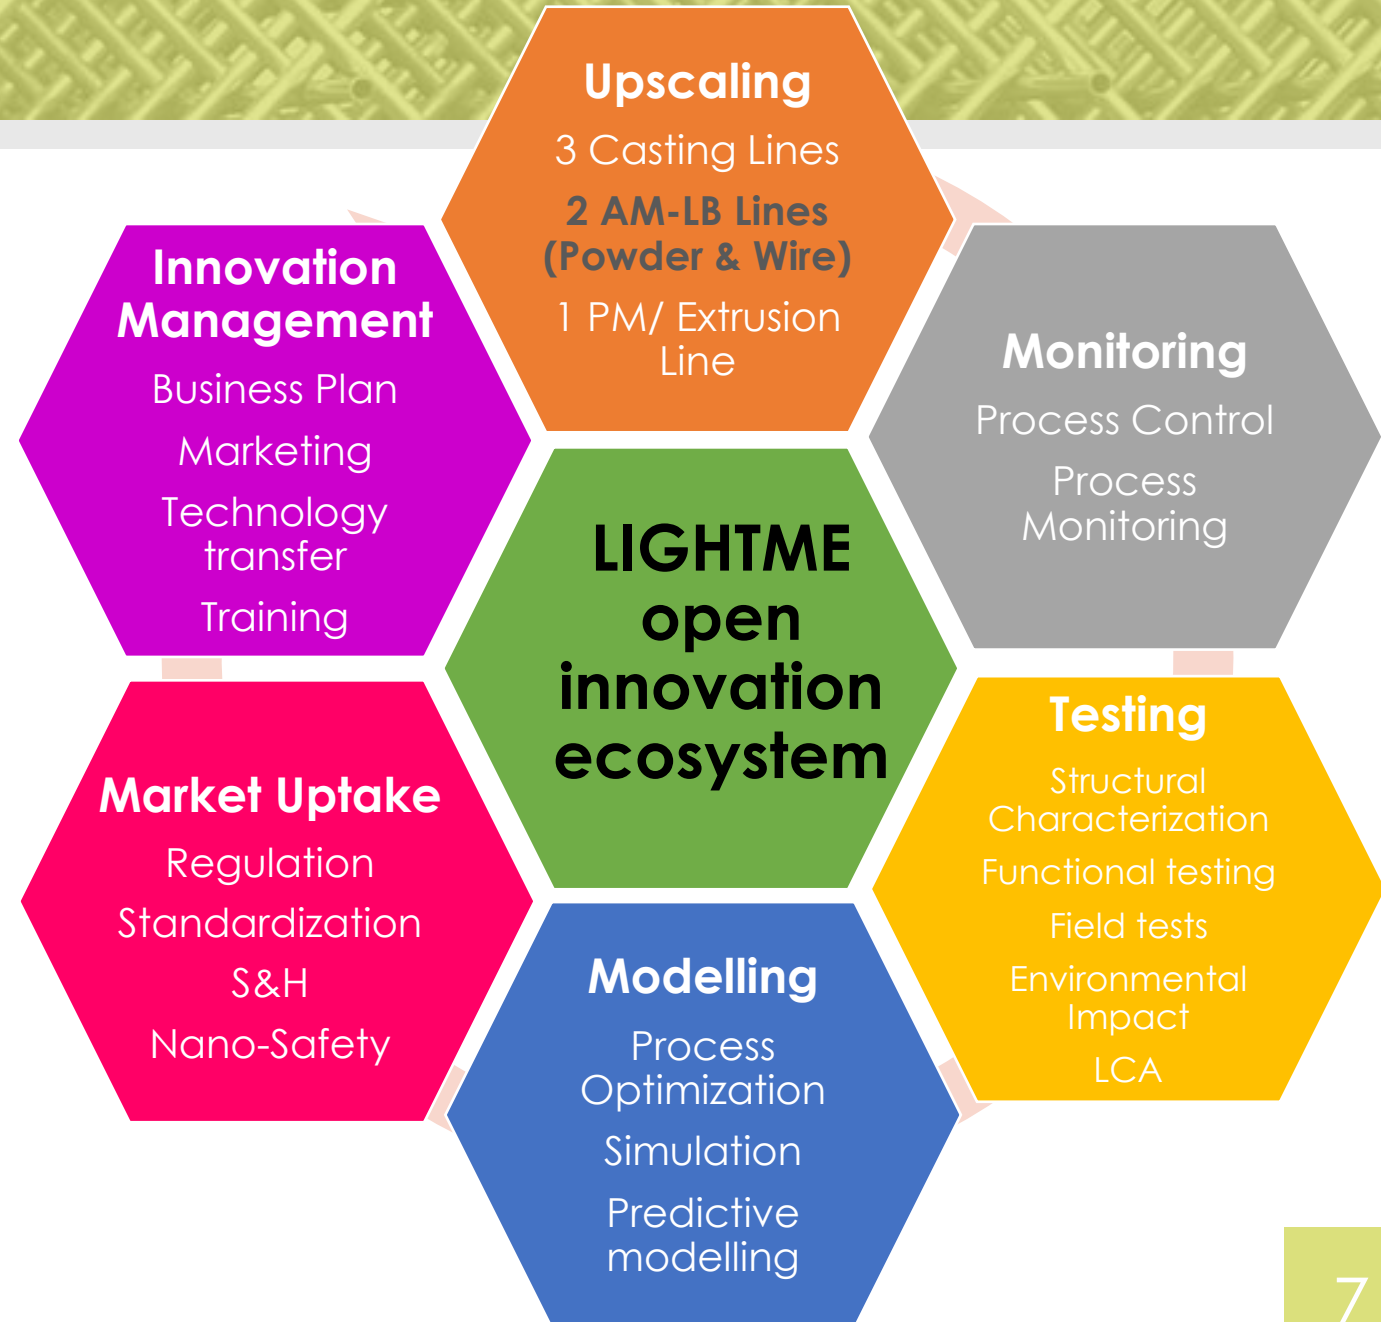 Upscaling
3 Casting Lines
2 AM-LB Lines
(Powder & Wire)
1 PM/ Extrusion
Line
Innovation
Management
Business Plan
Marketing
Technology
transfer
Training
Monitoring
Process Control
Process
Monitoring
LIGHTME
open
innovation
ecosystem
Market Uptake
Regulation
Standardization
S&H
Nano-Safety
Testing
Structural
Characterization
Functional testing
Field tests
Environmental
Impact
LCA
Modelling
Process
Optimization
Simulation
Predictive
modelling
7